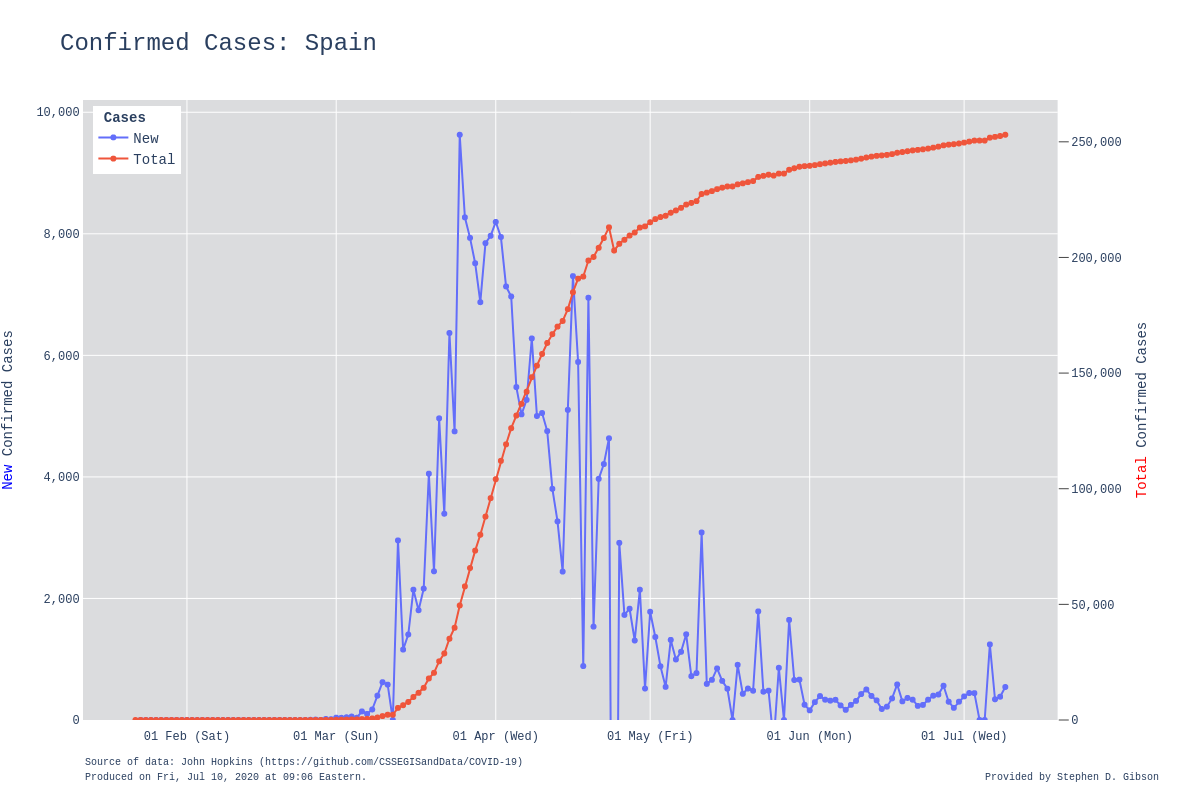 Confirmed Cases: Spain
Cases
New
Total
10,000
8,000
6,000
4,000
2,000
0
New Confirmed Cases
250,000
200,000
150,000
100,000
50,000
0
Total Confirmed Cases
01 Feb (Sat) 01 Mar (Sun) 01 Apr (Wed) 01 May (Fri) 01 Jun (Mon) 01 Jul (Wed)
Source of data: John Hopkins (https://github.com/CSSEGISandData/COVID-19)
Produced on Fri, Jul 10, 2020 at 09:06 Eastern.
Provided by Stephen D. Gibson